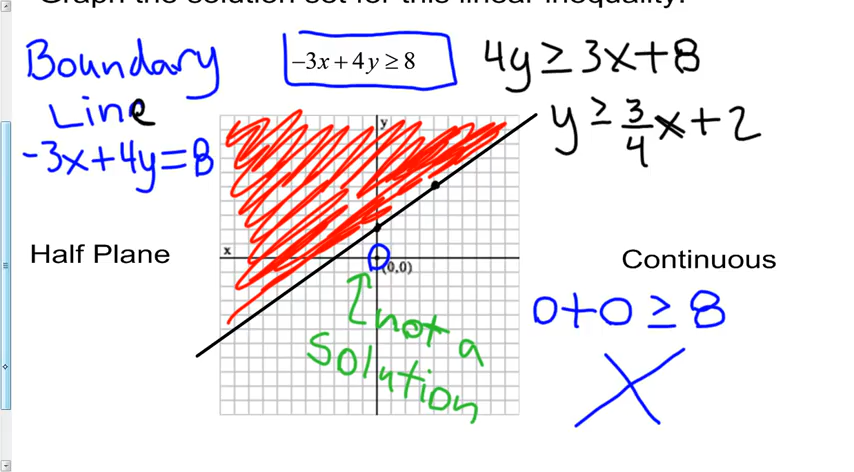 Graph the solution set for this linear inequality.
Boundary
Line
-3x+4y=8
−3x + 4y ≥ 8
4y ≥ 3x+8
y ≥ 3/4 x + 2
y
x
(0,0)
Half Plane
Continuous
not a
solution
0+0 ≥ 8